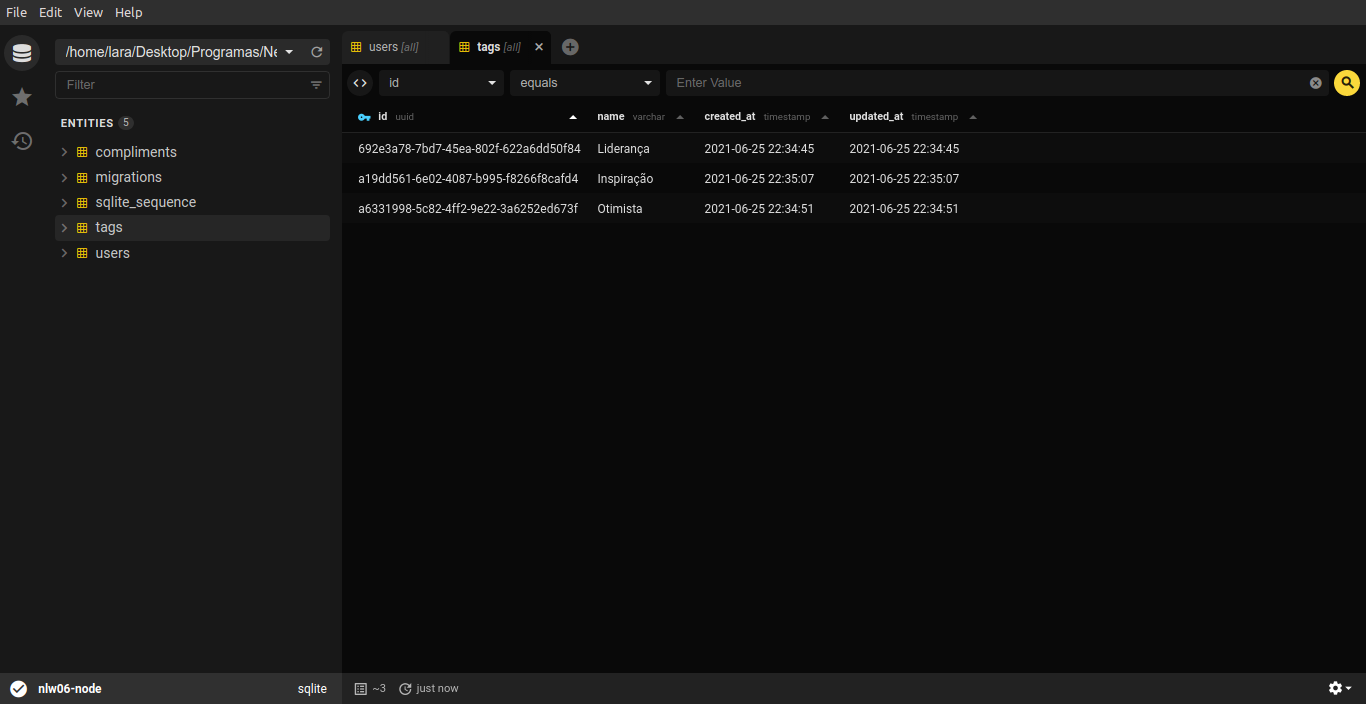 File Edit View Help
/home/lara/Desktop/Programas/Ne
Filter
ENTITIES 5
compliments
migrations
sqlite_sequence
tags
users
nlw06-node sqlite
users [all] tags [all]
id equals Enter Value
id uuid name varchar created_at timestamp updated_at timestamp
692e3a78-7bd7-45ea-802f-622a6dd50f84 Liderança 2021-06-25 22:34:45 2021-06-25 22:34:45
a19dd561-6e02-4087-b995-f8266f8cafd4 Inspiração 2021-06-25 22:35:07 2021-06-25 22:35:07
a6331998-5c82-4ff2-9e22-3a6252ed673f Otimista 2021-06-25 22:34:51 2021-06-25 22:34:51
~3 just now